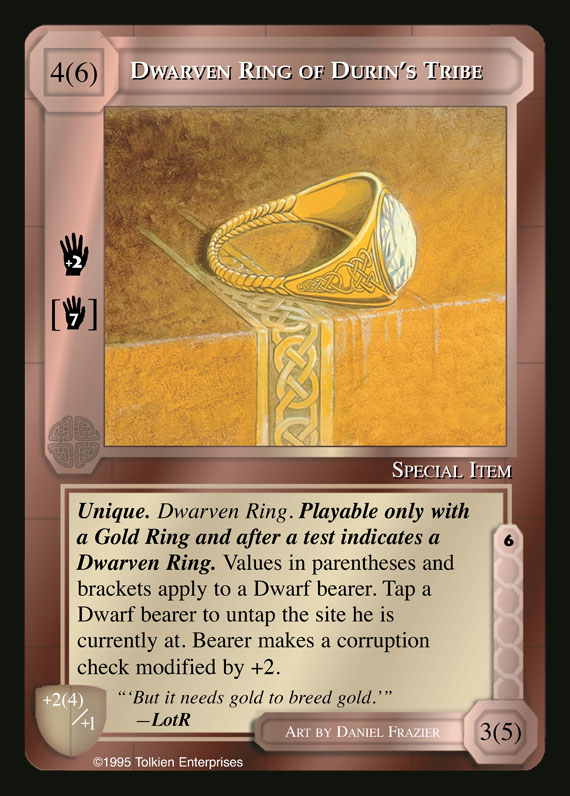 4(6)
Dwarven Ring of Durin's Tribe
+2
[7]
Special Item
Unique. Dwarven Ring. Playable only with
a Gold Ring and after a test indicates a
Dwarven Ring. Values in parentheses and
brackets apply to a Dwarf bearer. Tap a
Dwarf bearer to untap the site he is
currently at. Bearer makes a corruption
check modified by +2.
6
"‘But it needs gold to breed gold.’"
—LotR
+2(4)/+1
Art by Daniel Frazier
3(5)
©1995 Tolkien Enterprises